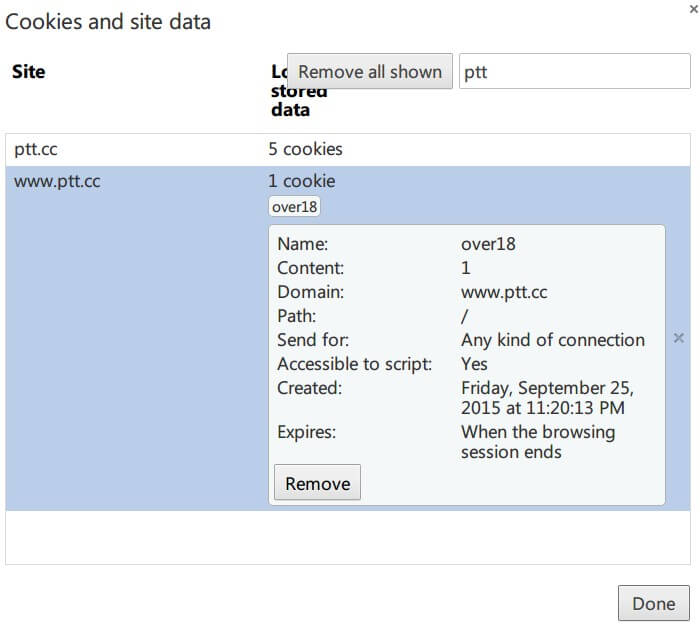 Cookies and site data
Site
stored
data
Remove all shown
ptt
ptt.cc 5 cookies
www.ptt.cc 1 cookie
over18
Name: over18
Content: 1
Domain: www.ptt.cc
Path: /
Send for: Any kind of connection
Accessible to script: Yes
Created: Friday, September 25,
2015 at 11:20:13 PM
Expires: When the browsing
session ends
Remove
Done